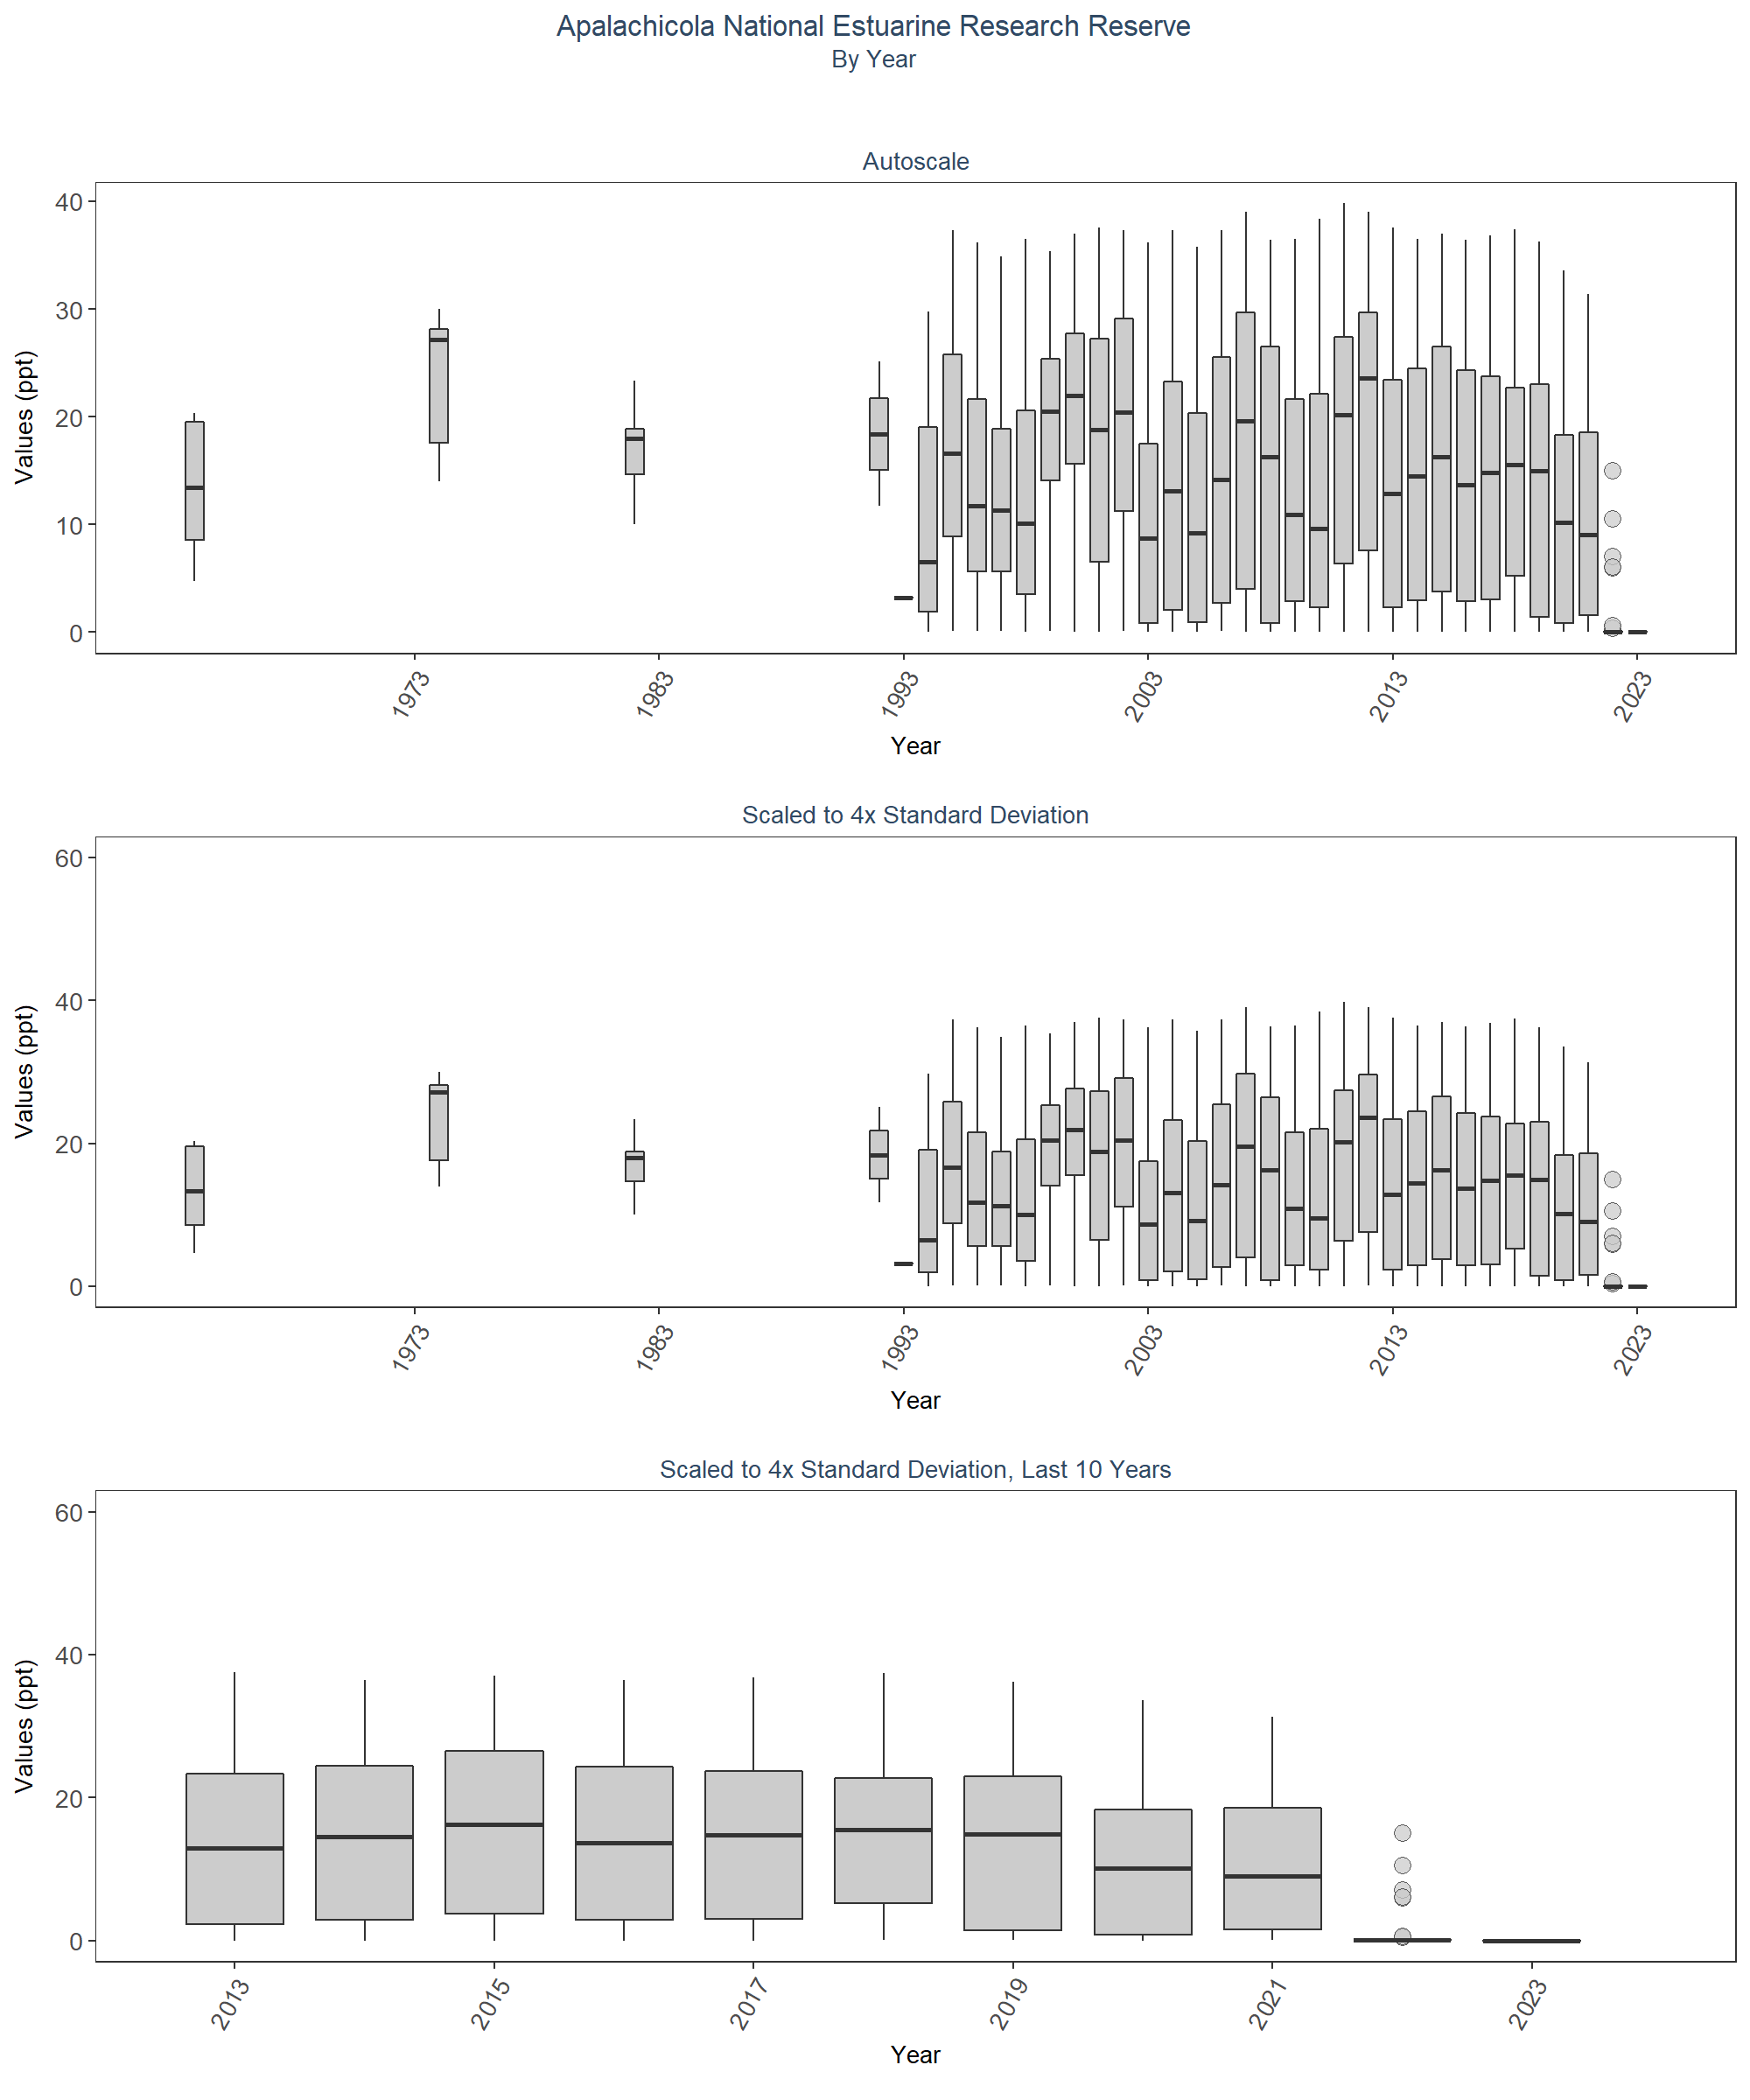 Apalachicola National Estuarine Research Reserve
By Year
Autoscale
Values (ppt)
40
30
20
10
0
1973
1983
1993
2003
2013
2023
Year
Scaled to 4x Standard Deviation
Values (ppt)
60
40
20
0
1973
1983
1993
2003
2013
2023
Year
Scaled to 4x Standard Deviation, Last 10 Years
Values (ppt)
60
40
20
0
2013
2015
2017
2019
2021
2023
Year